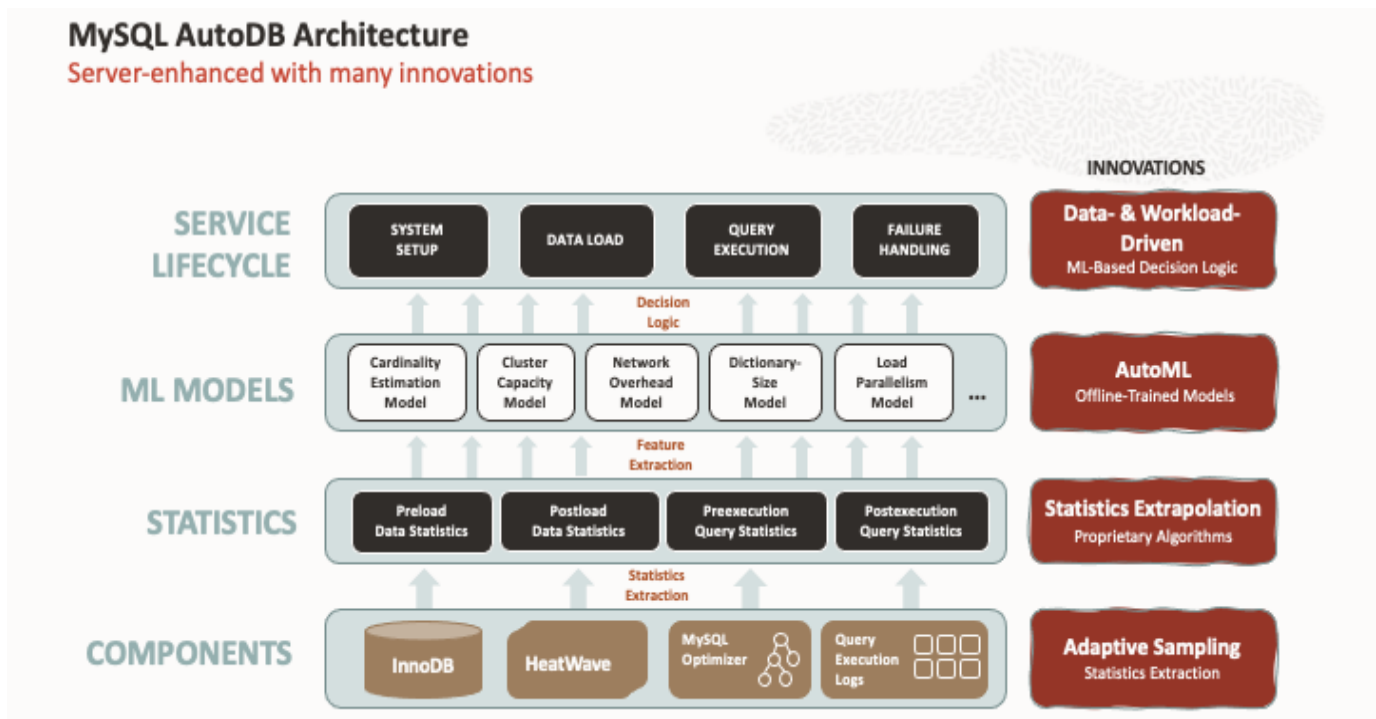 MySQL AutoDB Architecture
Server-enhanced with many innovations
INNOVATIONS
SERVICE
LIFECYCLE
SYSTEM
SETUP
DATA LOAD
QUERY
EXECUTION
FAILURE
HANDLING
Data- & Workload-
Driven
ML-Based Decision Logic
Decision
Logic
ML MODELS
Cardinality
Estimation
Model
Cluster
Capacity
Model
Network
Overhead
Model
Dictionary-
Size
Model
Load
Parallelism
Model
...
AutoML
Offline-Trained Models
Feature
Extraction
STATISTICS
Preload
Data Statistics
Postload
Data Statistics
Preexecution
Query Statistics
Postexecution
Query Statistics
Statistics Extrapolation
Proprietary Algorithms
Statistics
Extraction
COMPONENTS
InnoDB
HeatWave
MySQL
Optimizer
Query
Execution
Logs
Adaptive Sampling
Statistics Extraction